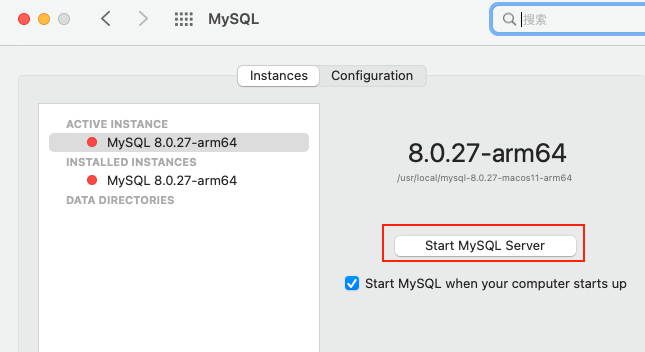 MySQL
搜索
Instances
Configuration
ACTIVE INSTANCE
MySQL 8.0.27-arm64
INSTALLED INSTANCES
MySQL 8.0.27-arm64
DATA DIRECTORIES
8.0.27-arm64
/usr/local/mysql-8.0.27-macos11-arm64
Start MySQL Server
Start MySQL when your computer starts up